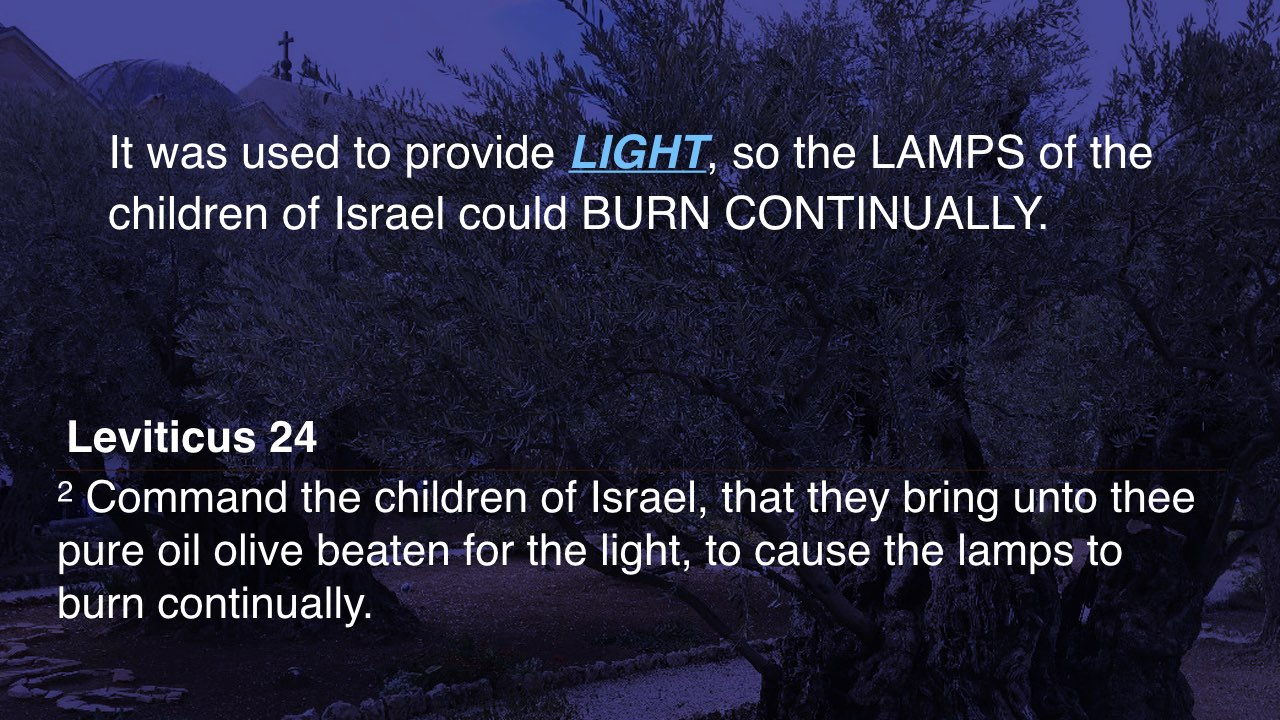 It was used to provide LIGHT, so the LAMPS of the
children of Israel could BURN CONTINUALLY.
Leviticus 24
² Command the children of Israel, that they bring unto thee
pure oil olive beaten for the light, to cause the lamps to
burn continually.